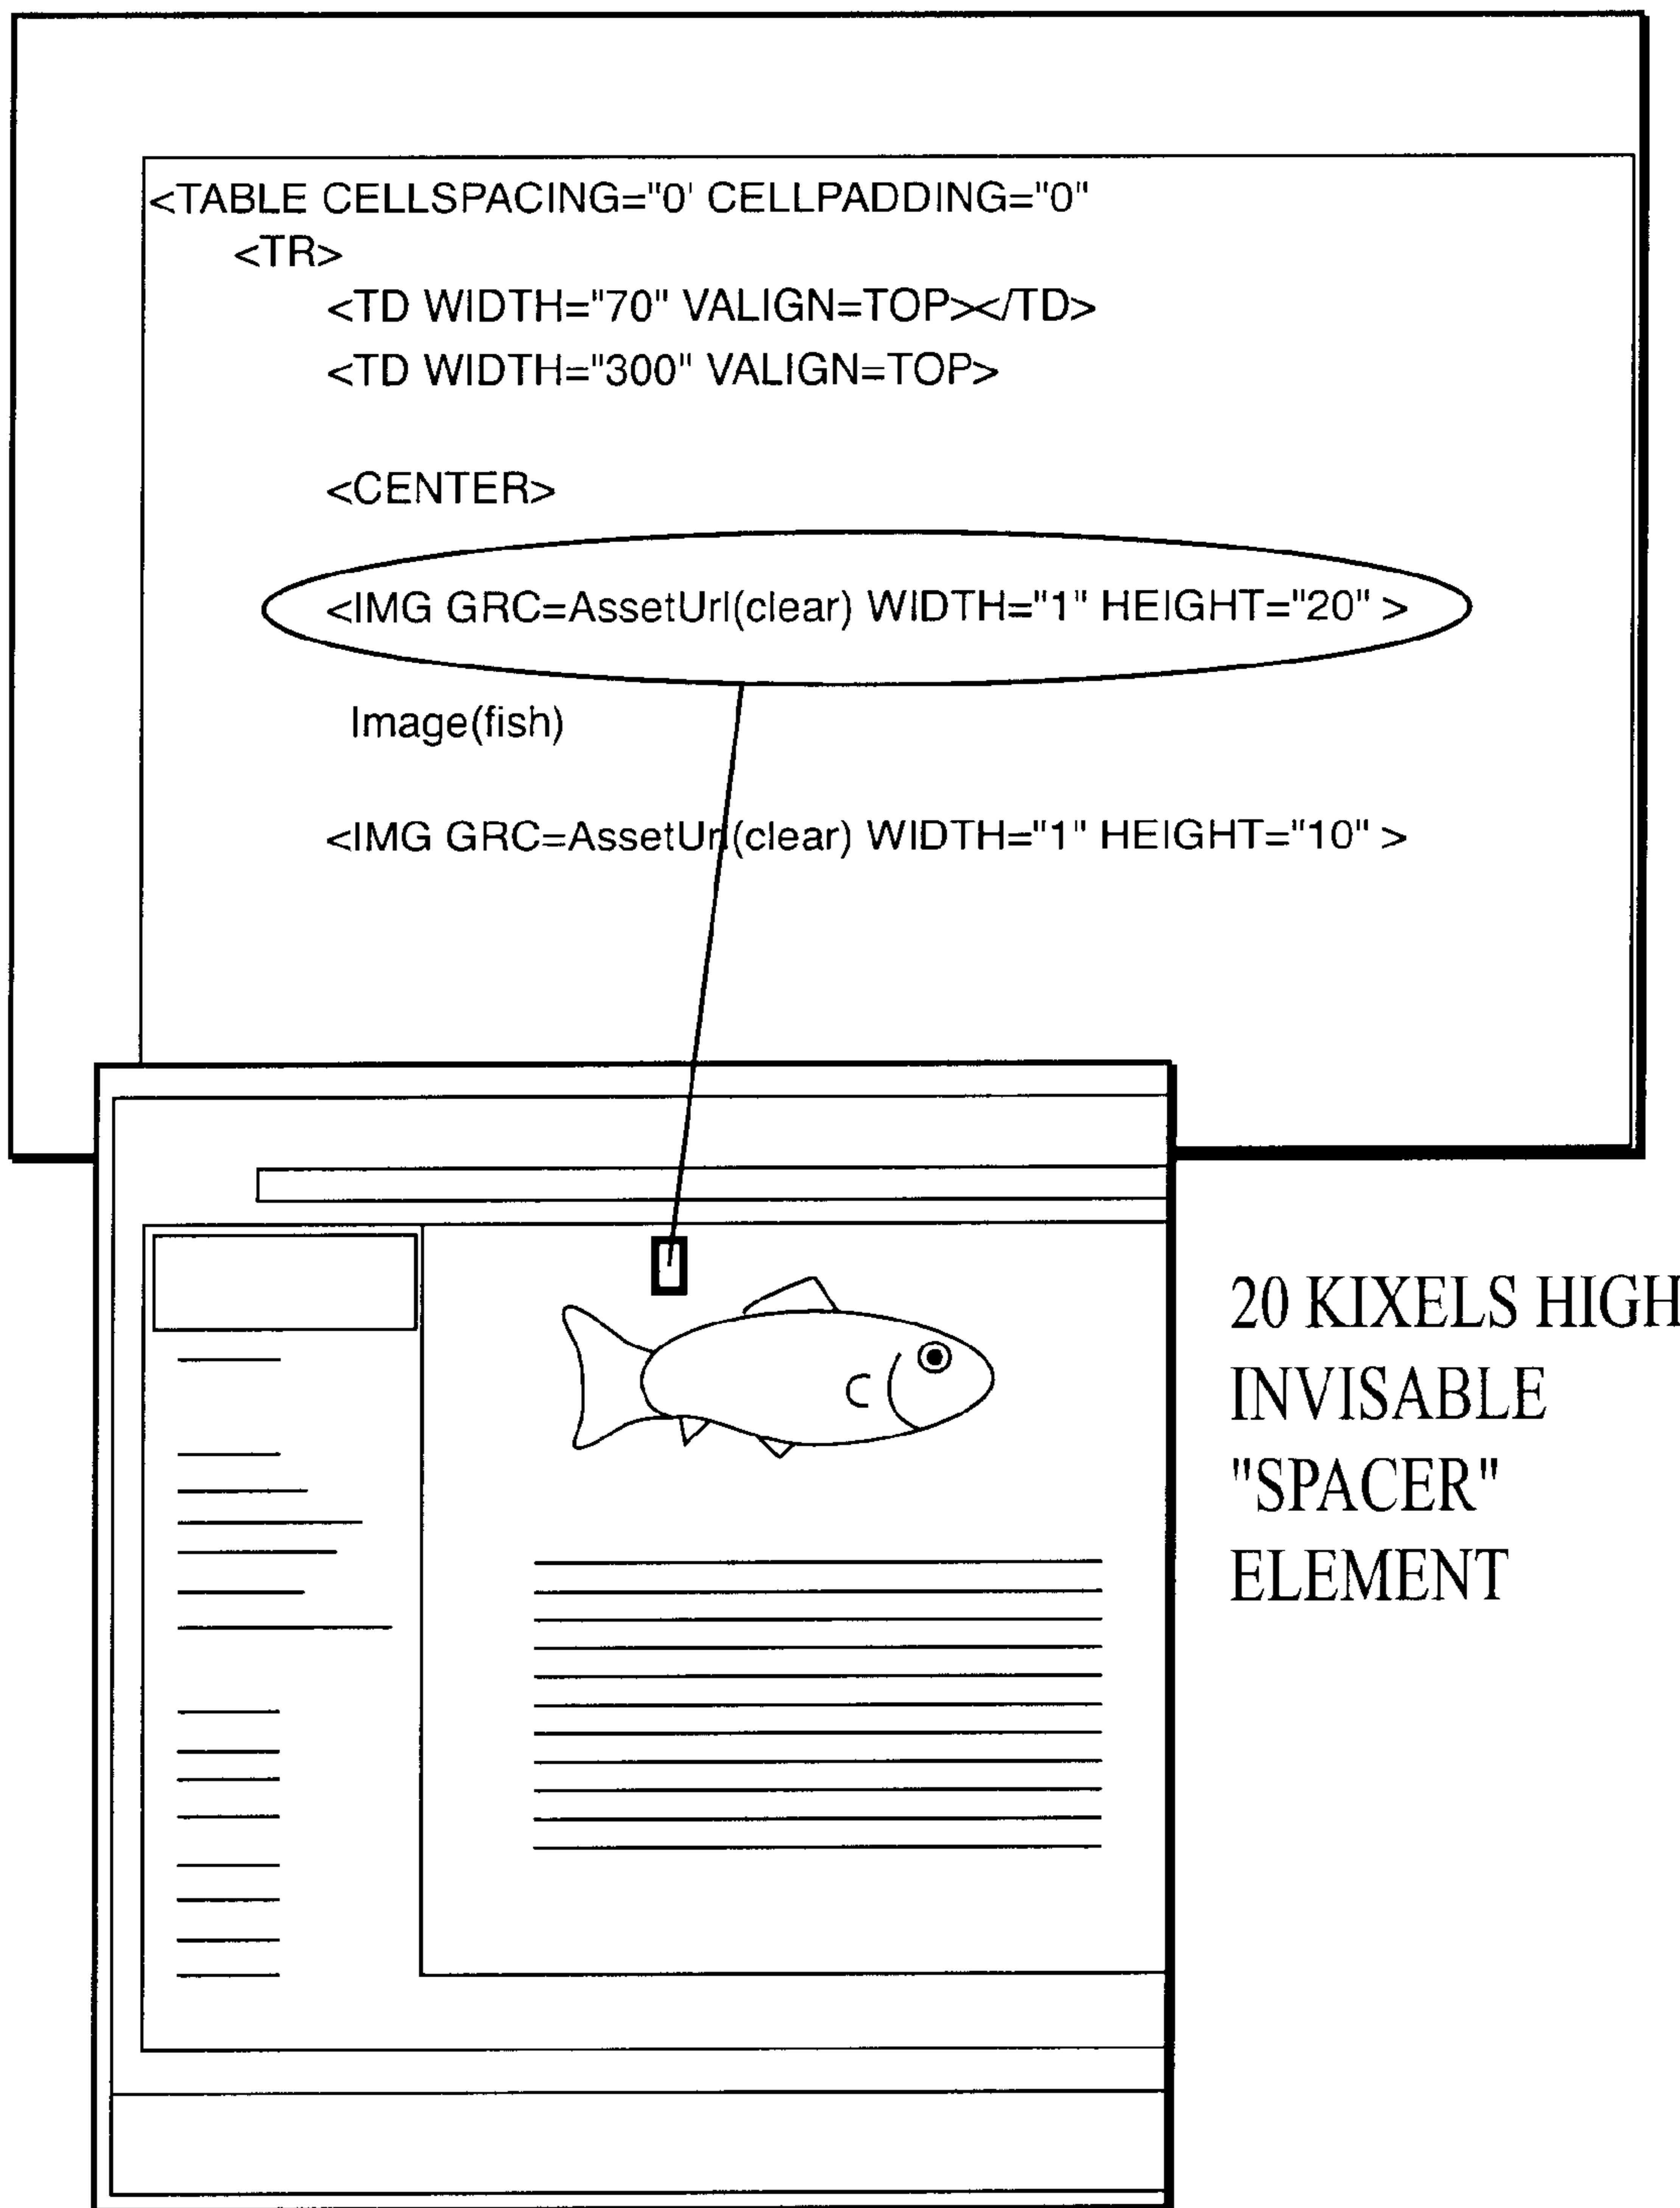 <TABLE CELLSPACING="0' CELLPADDING="0"
<TR>
<TD WIDTH="70" VALIGN=TOP></TD>
<TD WIDTH="300" VALIGN=TOP>
<CENTER>
<IMG GRC=AssetUrl(clear) WIDTH="1" HEIGHT="20" >
Image(fish)
<IMG GRC=AssetUrl(clear) WIDTH="1" HEIGHT="10" >
20 KIXELS HIGH
INVISABLE
"SPACER"
ELEMENT